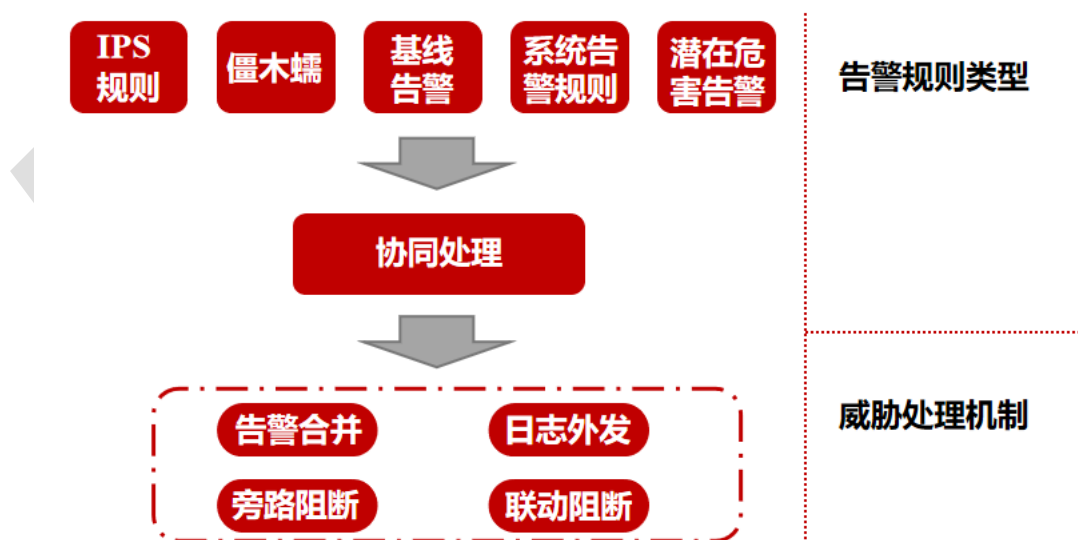 IPS
规则
僵木蠕
基线
告警
系统告
警规则
潜在危
害告警
告警规则类型
协同处理
告警合并
日志外发
威胁处理机制
旁路阻断
联动阻断